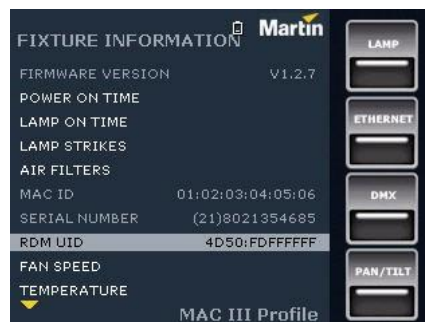 Martin
FIXTURE INFORMATION
FIRMWARE VERSION V1.2.7
POWER ON TIME
LAMP ON TIME
LAMP STRIKES
AIR FILTERS
MAC ID 01:02:03:04:05:06
SERIAL NUMBER (21)8021354685
RDM UID 4D50:FDFFFFFF
FAN SPEED
TEMPERATURE
MAC III Profile
LAMP
ETHERNET
DMX
PAN/TILT